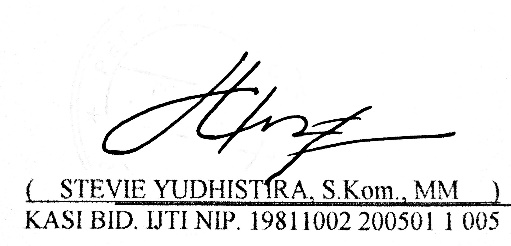 ( STEVIE YUDHISTIRA, S.Kom., MM )
KASI BID. IJTI NIP. 19811002 200501 1 005